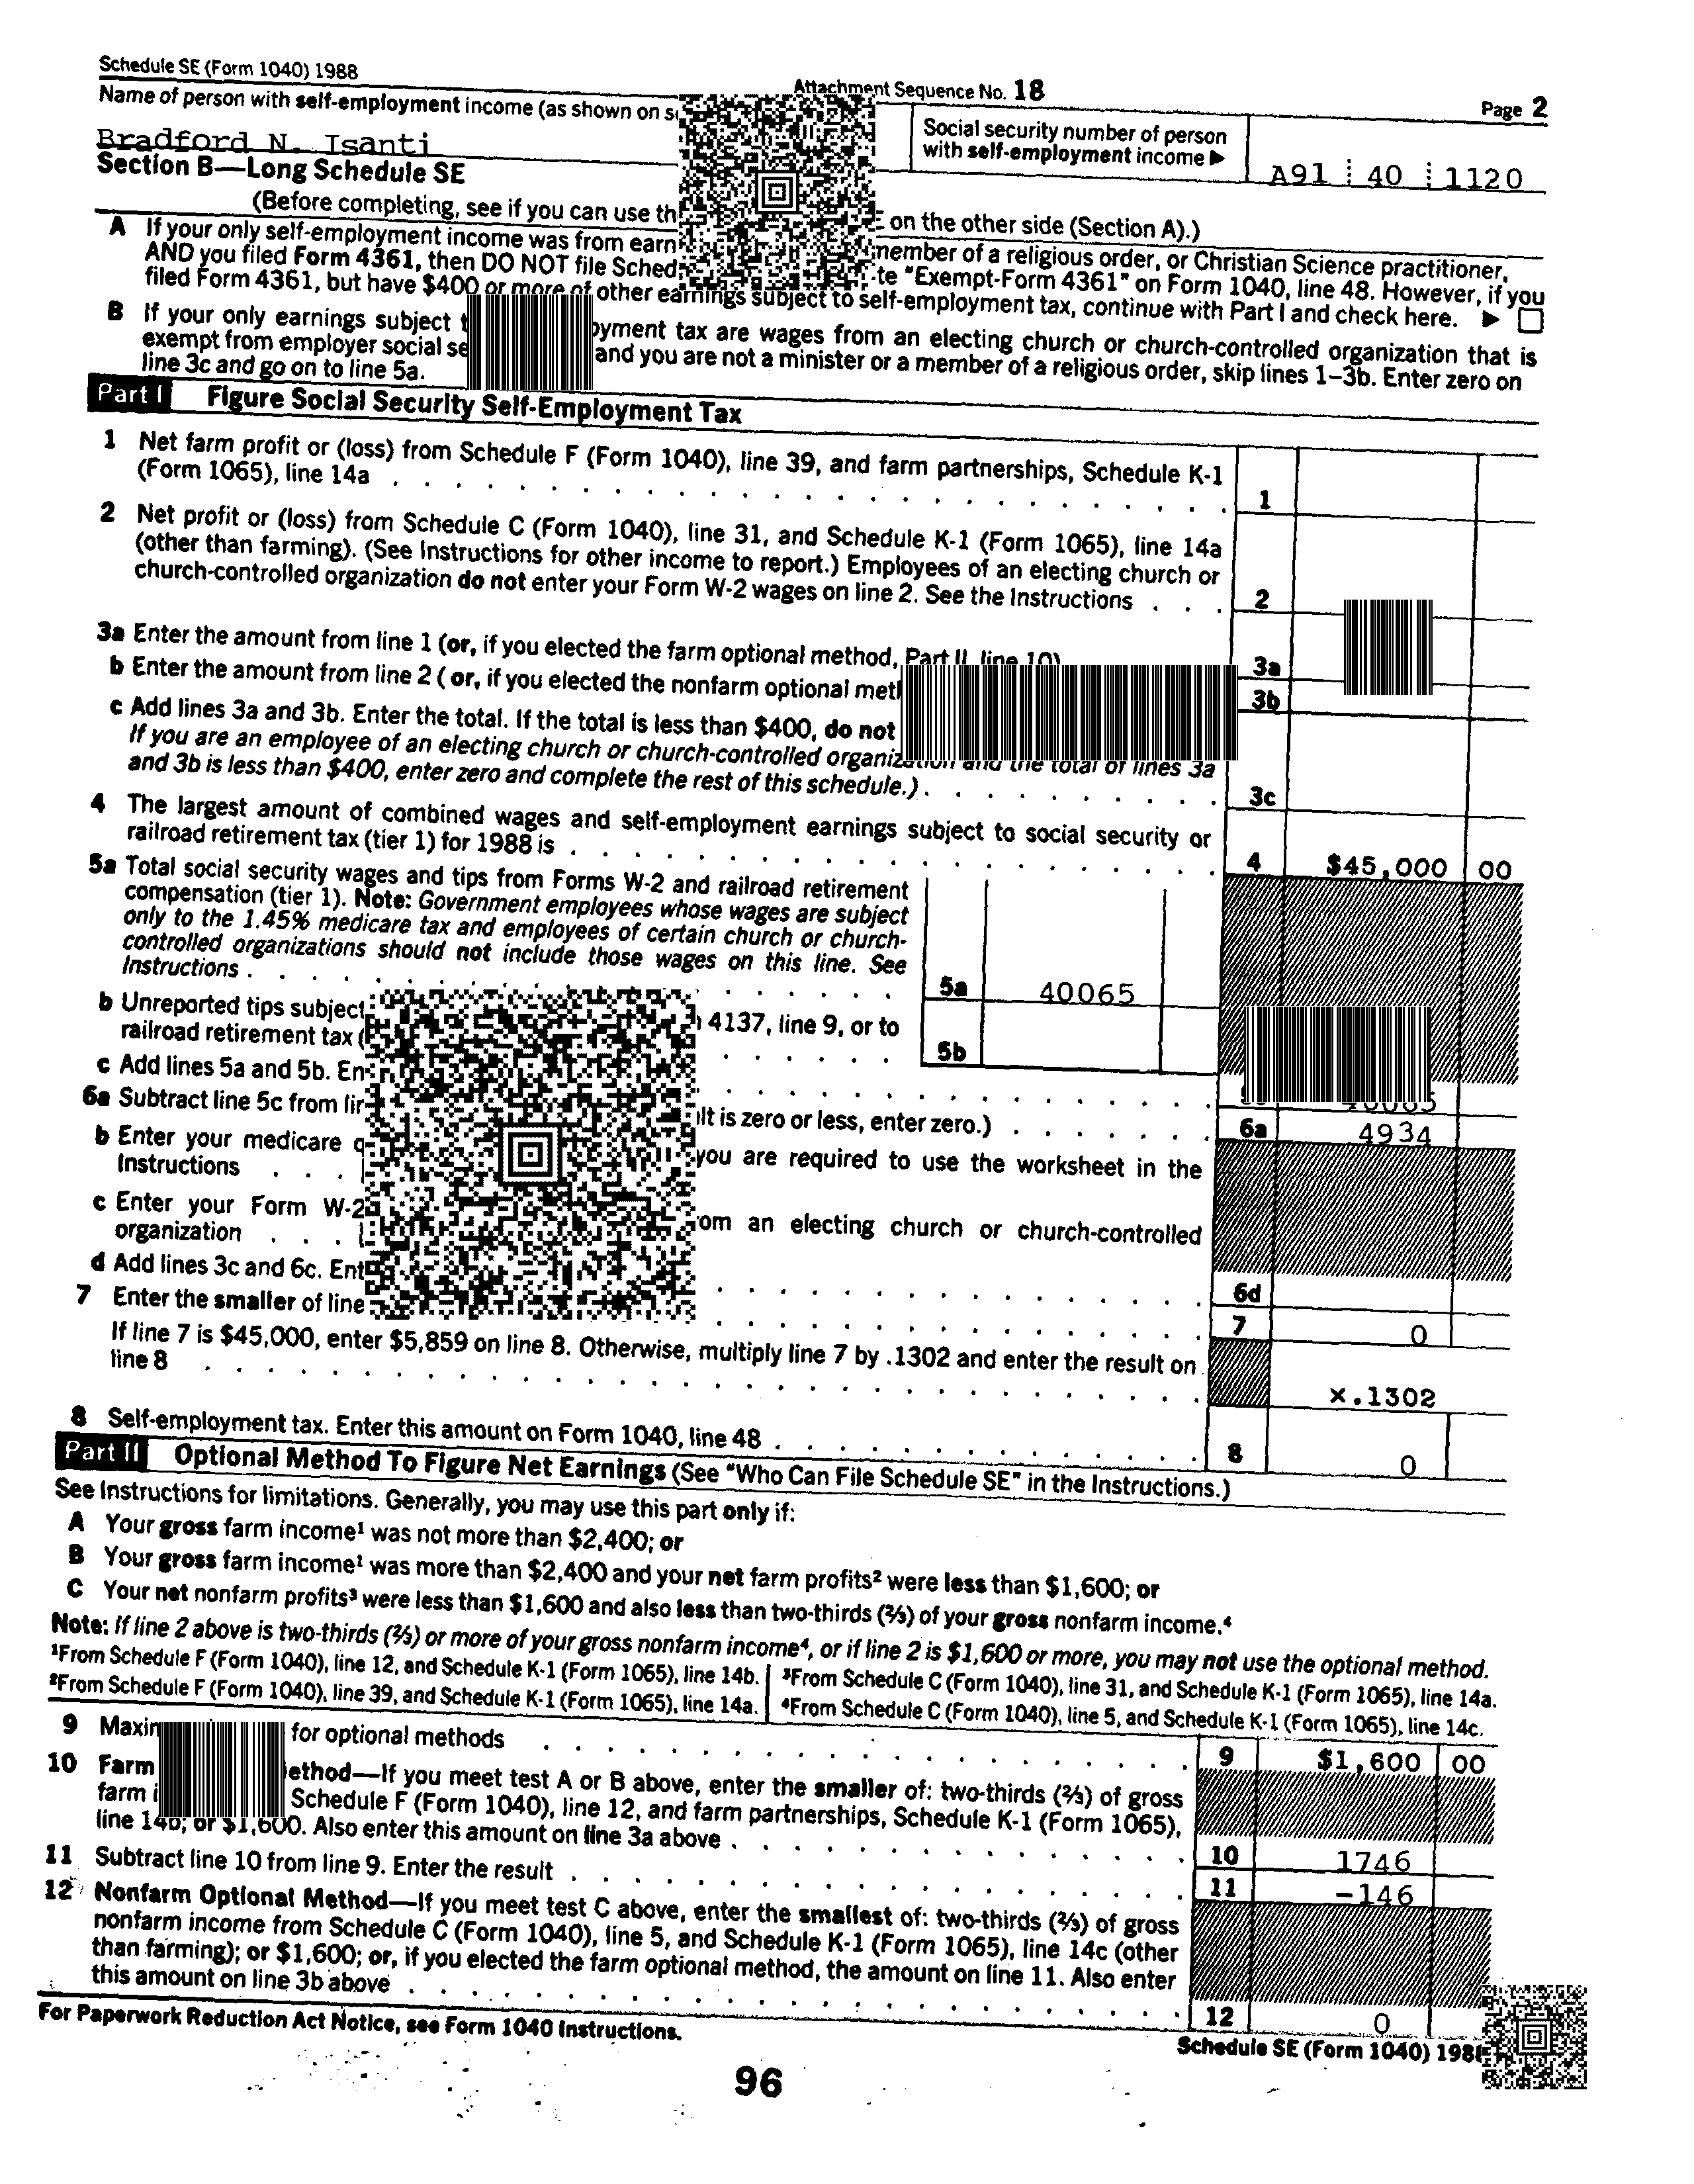 Schedule SE (Form 1040) 1988
Attachment Sequence No. 18
Page 2
Name of person with self-employment income (as shown on
Social security number of person
with self-employment income ▶
Bradford N. Isanti
A91 40 1120
Section B—Long Schedule SE
(Before completing, see if you can use
on the other side (Section A).)
A If your only self-employment income was from
member of a religious order, or Christian Science practitioner,
AND you filed Form 4361, then DO NOT file
"Exempt-Form 4361" on Form 1040, line 48. However, if you
filed Form 4361, but have $400 or more of other earnings subject to self-employment tax, continue with Part I and check here. ▶
B If your only earnings subject
tax are wages from an electing church or church-controlled organization that is
exempt from employer social
and you are not a minister or a member of a religious order, skip lines 1–3b. Enter zero on
line 3c and go on to line 5a.
Part I Figure Social Security Self-Employment Tax
1 Net farm profit or (loss) from Schedule F (Form 1040), line 39, and farm partnerships, Schedule K-1
(Form 1065), line 14a . . . 1
2 Net profit or (loss) from Schedule C (Form 1040), line 31, and Schedule K-1 (Form 1065), line 14a
(other than farming). (See Instructions for other income to report.) Employees of an electing church or
church-controlled organization do not enter your Form W-2 wages on line 2. See the Instructions . . . 2
3a Enter the amount from line 1 (or, if you elected the farm optional method, Part II, line 10) 3a
b Enter the amount from line 2 (or, if you elected the nonfarm optional 3b
c Add lines 3a and 3b. Enter the total. If the total is less than $400, do not
If you are an employee of an electing church or church-controlled organization and the total of lines 3a
and 3b is less than $400, enter zero and complete the rest of this schedule.) . . . 3c
4 The largest amount of combined wages and self-employment earnings subject to social security or
railroad retirement tax (tier 1) for 1988 is . . . 4 $45,000 00
5a Total social security wages and tips from Forms W-2 and railroad retirement
compensation (tier 1). Note: Government employees whose wages are subject
only to the 1.45% medicare tax and employees of certain church or church-
controlled organizations should not include those wages on this line. See
Instructions . . . 5a 40065
b Unreported tips subject
4137, line 9, or to
railroad retirement tax
5b
c Add lines 5a and 5b.
6a Subtract line 5c from
is zero or less, enter zero.) . . . 6a 4934
b Enter your medicare
you are required to use the worksheet in the
Instructions . . .
c Enter your Form W-2
an electing church or church-controlled
organization . . .
d Add lines 3c and 6c.
6d
7 Enter the smaller of line
7 0
If line 7 is $45,000, enter $5,859 on line 8. Otherwise, multiply line 7 by .1302 and enter the result on
line 8 . . . x.1302
8 Self-employment tax. Enter this amount on Form 1040, line 48 . . . 8 0
Part II Optional Method To Figure Net Earnings (See "Who Can File Schedule SE" in the Instructions.)
See Instructions for limitations. Generally, you may use this part only if:
A Your gross farm income¹ was not more than $2,400; or
B Your gross farm income¹ was more than $2,400 and your net farm profits² were less than $1,600; or
C Your net nonfarm profits³ were less than $1,600 and also less than two-thirds (⅔) of your gross nonfarm income.⁴
Note: If line 2 above is two-thirds (⅔) or more of your gross nonfarm income⁴, or if line 2 is $1,600 or more, you may not use the optional method.
¹From Schedule F (Form 1040), line 12, and Schedule K-1 (Form 1065), line 14b.
³From Schedule C (Form 1040), line 31, and Schedule K-1 (Form 1065), line 14a.
²From Schedule F (Form 1040), line 39, and Schedule K-1 (Form 1065), line 14a.
⁴From Schedule C (Form 1040), line 5, and Schedule K-1 (Form 1065), line 14c.
9
for optional methods . . . 9 $1,600 00
10 Farm
—If you meet test A or B above, enter the smaller of: two-thirds (⅔) of gross
farm
Schedule F (Form 1040), line 12, and farm partnerships, Schedule K-1 (Form 1065),
line 14b; or $1,600. Also enter this amount on line 3a above . . . 10 1746
11 Subtract line 10 from line 9. Enter the result . . . 11 -146
12 Nonfarm Optional Method—If you meet test C above, enter the smallest of: two-thirds (⅔) of gross
nonfarm income from Schedule C (Form 1040), line 5, and Schedule K-1 (Form 1065), line 14c (other
than farming); or $1,600; or, if you elected the farm optional method, the amount on line 11. Also enter
this amount on line 3b above . . . 12 0
For Paperwork Reduction Act Notice, see Form 1040 Instructions.
Schedule SE (Form 1040)
96